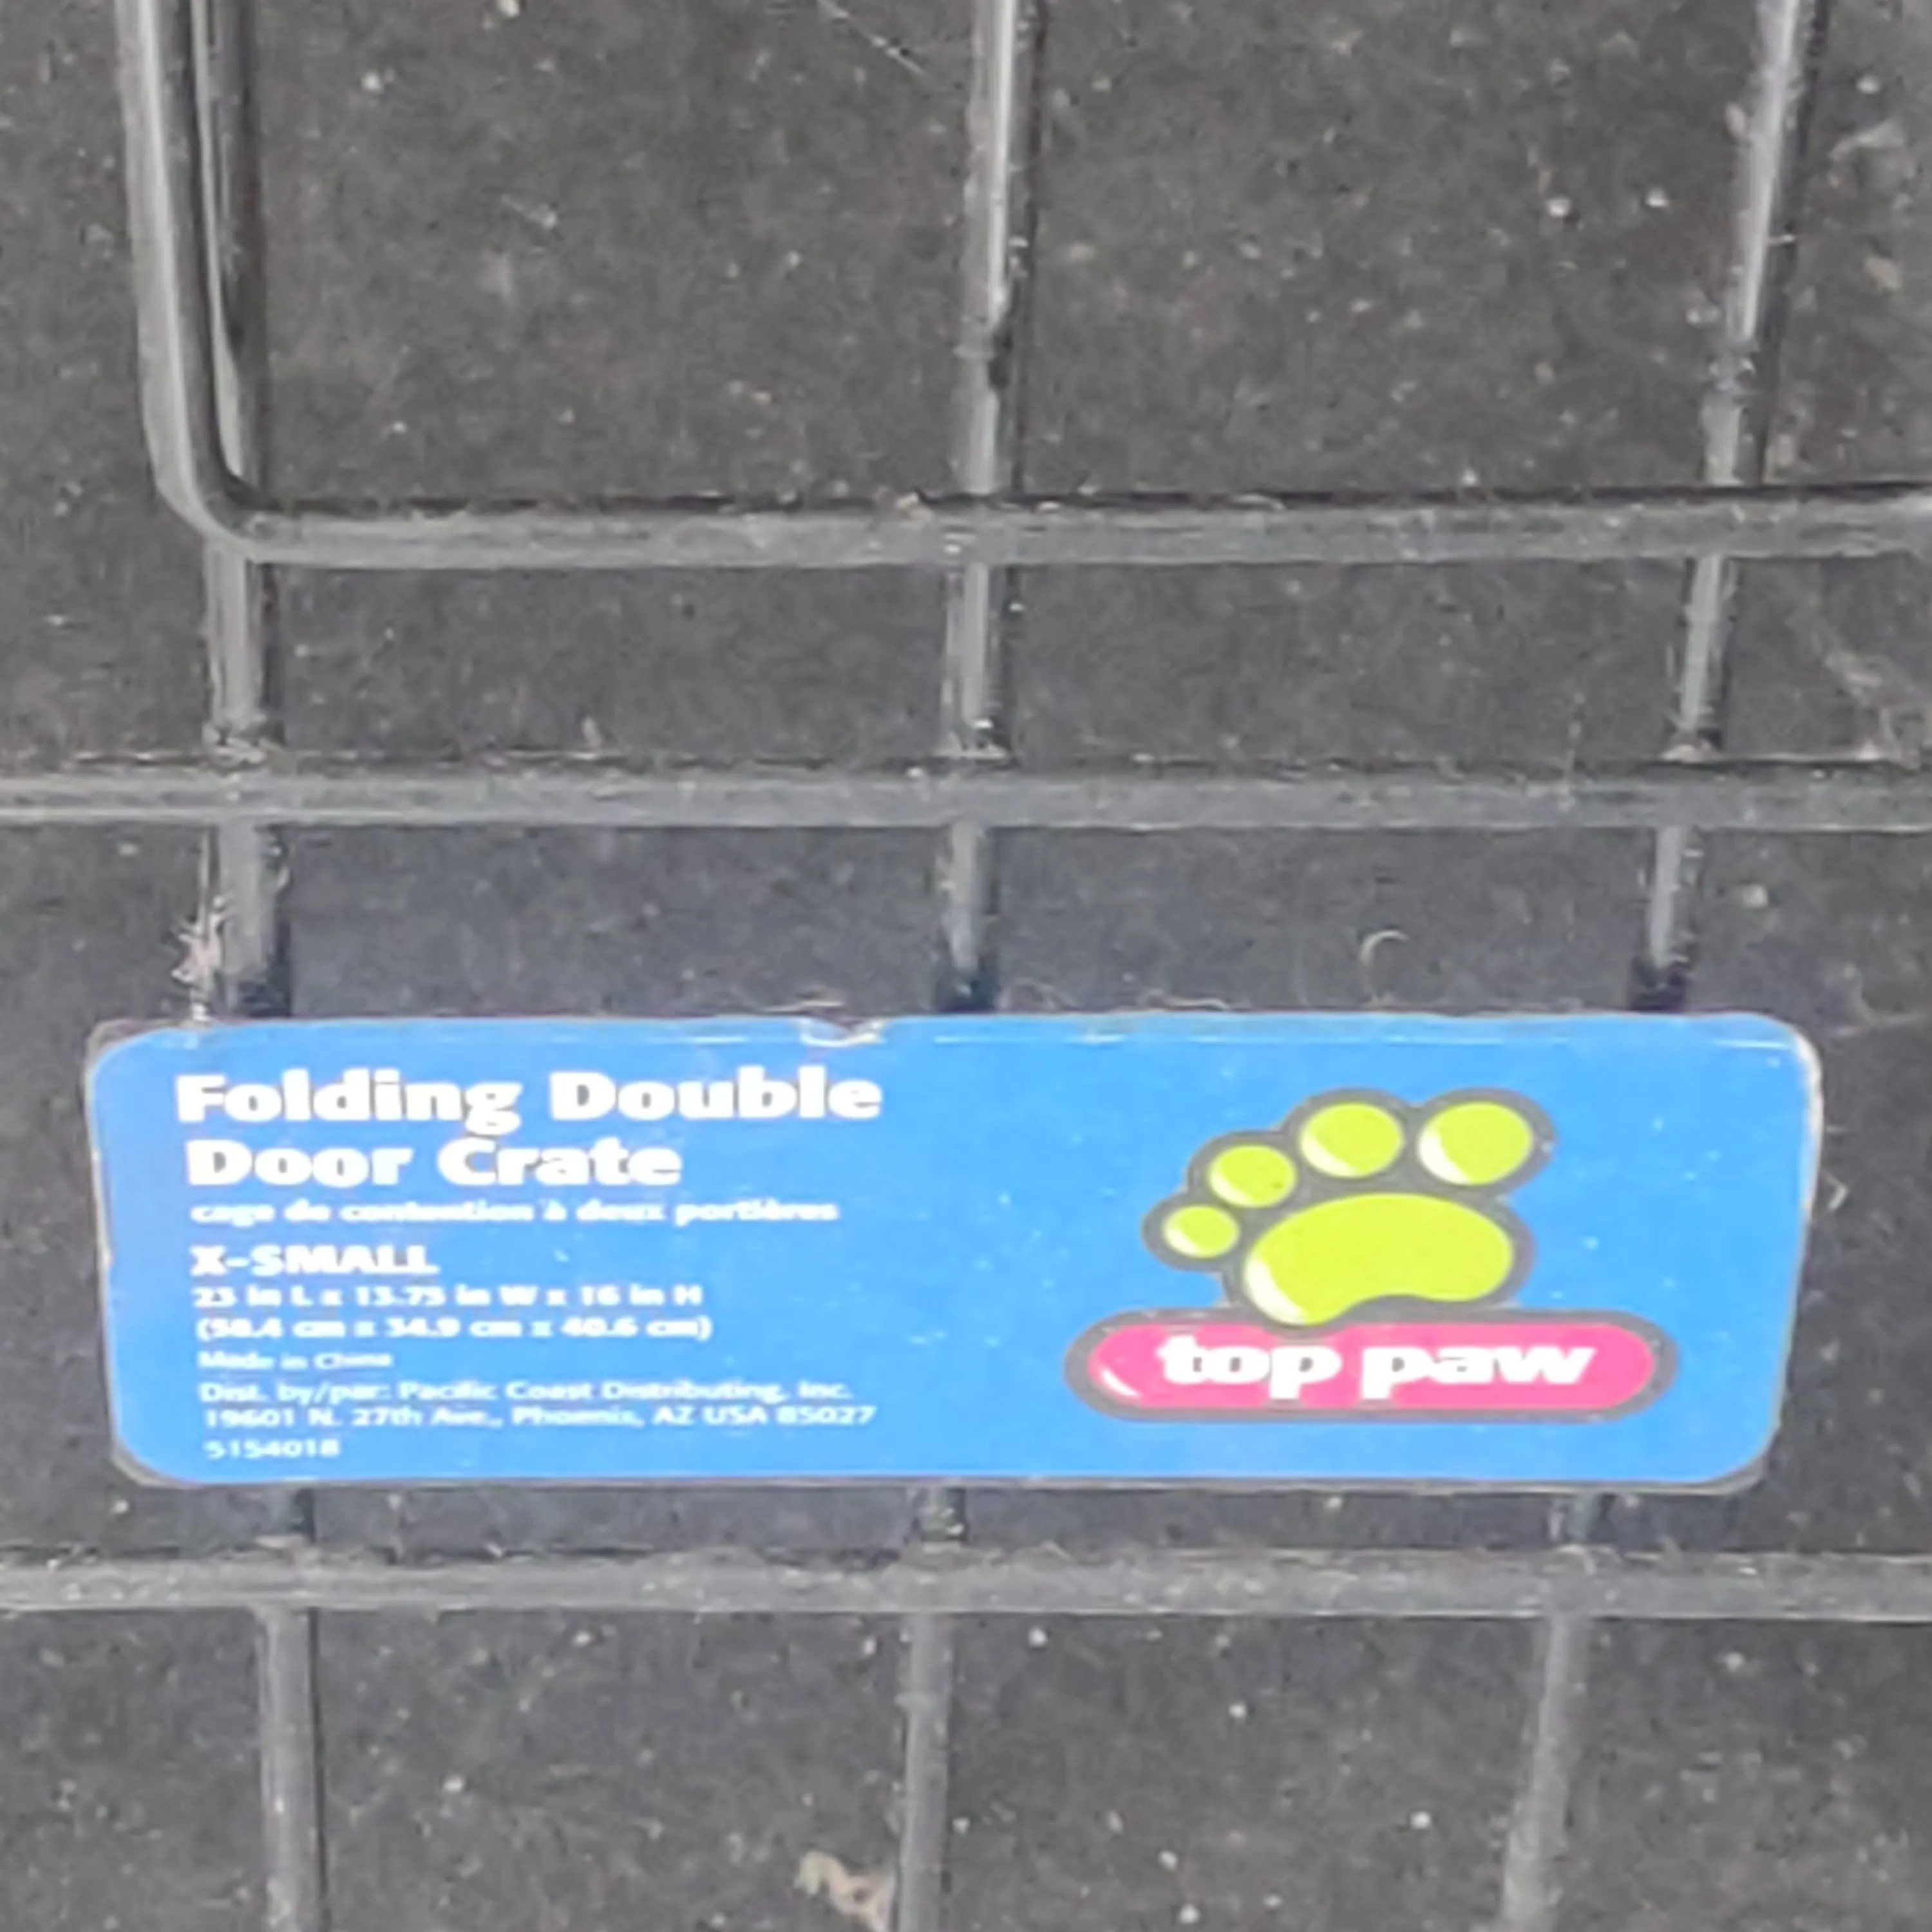 Folding Double
Door Crate
cage de contention à deux portières
X-SMALL
23 in L x 13.75 in W x 16 in H
(58.4 cm x 34.9 cm x 40.6 cm)
Made in China
Dist. by/par: Pacific Coast Distributing, Inc.
19601 N. 27th Ave., Phoenix, AZ USA 85027
5154018
top paw